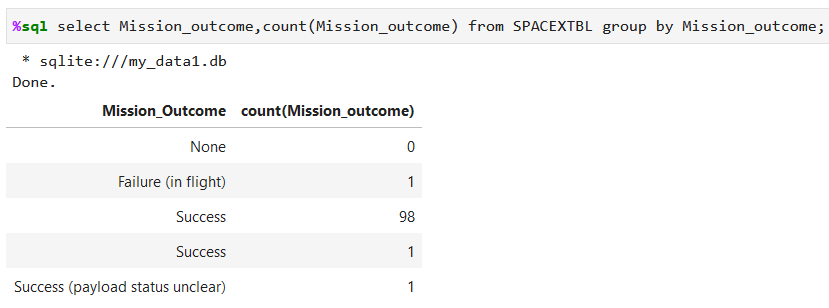 %sql select Mission_outcome,count(Mission_outcome) from SPACEXTBL group by Mission_outcome;
* sqlite:///my_data1.db
Done.
Mission_Outcome count(Mission_outcome)
None 0
Failure (in flight) 1
Success 98
Success 1
Success (payload status unclear) 1